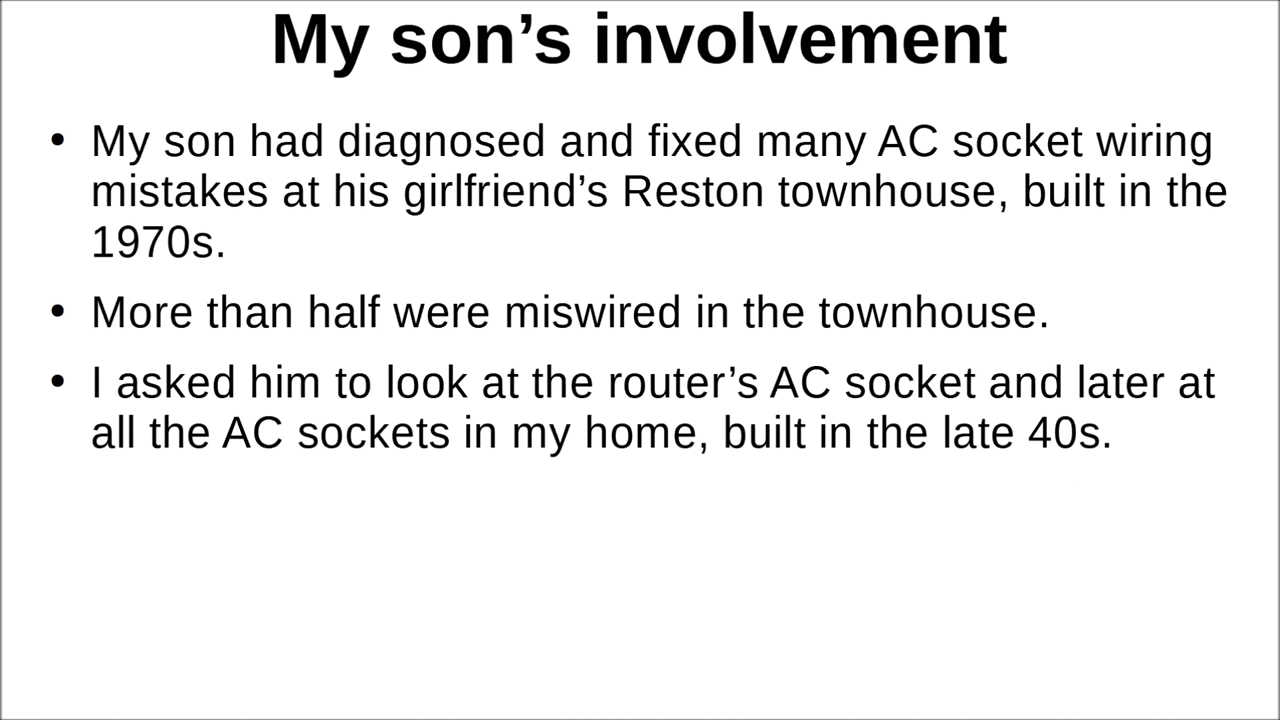 My son’s involvement
• My son had diagnosed and fixed many AC socket wiring
mistakes at his girlfriend’s Reston townhouse, built in the
1970s.
• More than half were miswired in the townhouse.
• I asked him to look at the router’s AC socket and later at
all the AC sockets in my home, built in the late 40s.